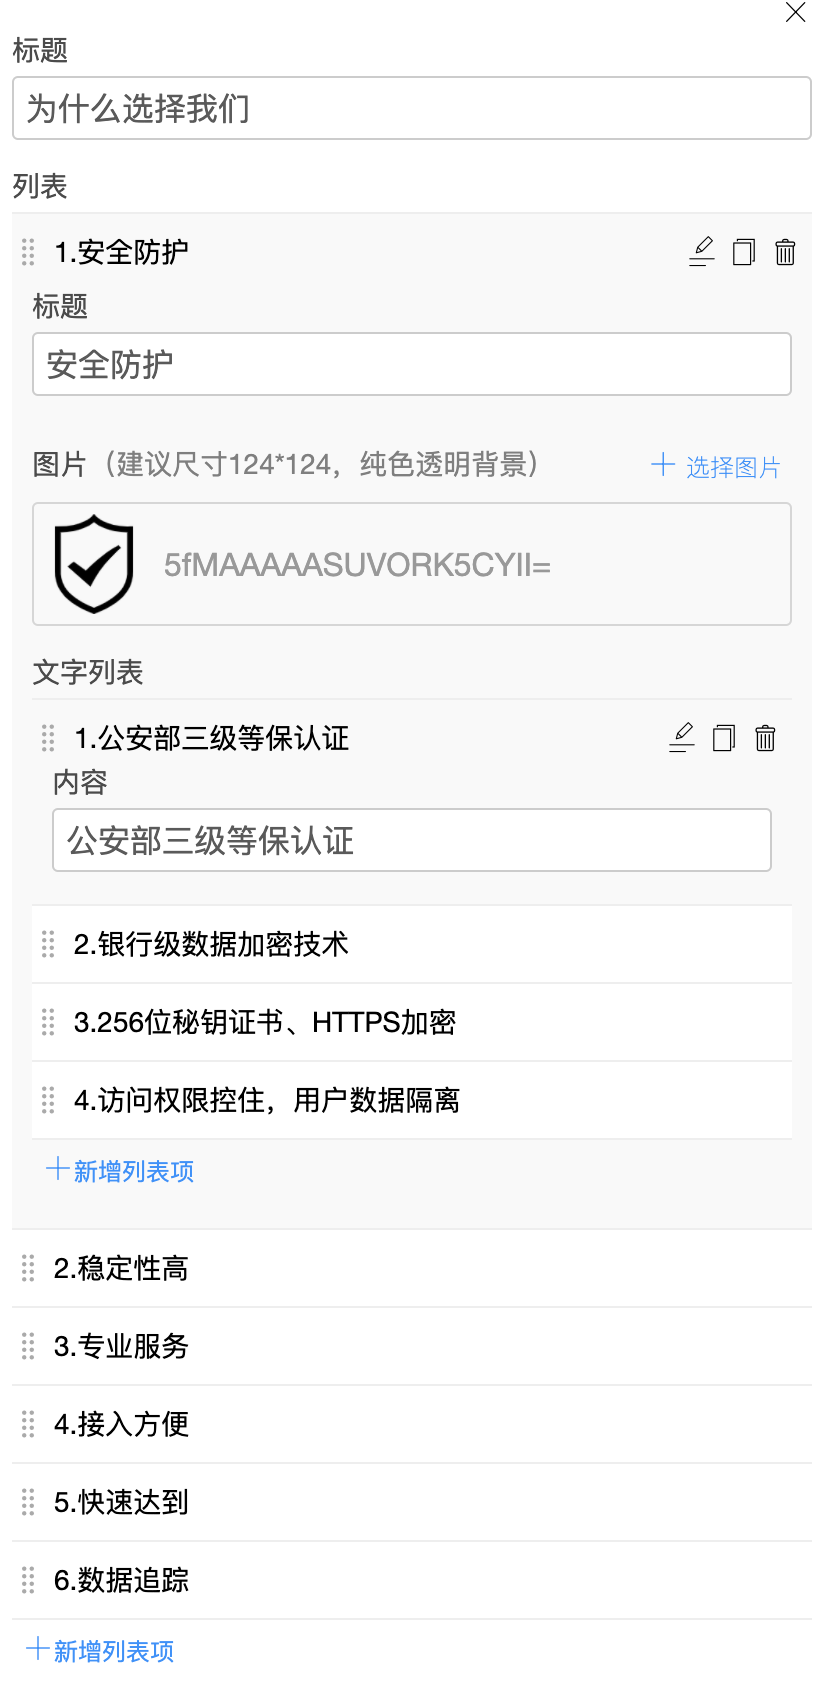 标题
为什么选择我们
列表
1.安全防护
标题
安全防护
图片（建议尺寸124*124，纯色透明背景）
选择图片
5fMAAAAASUVORK5CYII=
文字列表
1.公安部三级等保认证
内容
公安部三级等保认证
2.银行级数据加密技术
3.256位秘钥证书、HTTPS加密
4.访问权限控住，用户数据隔离
新增列表项
2.稳定性高
3.专业服务
4.接入方便
5.快速达到
6.数据追踪
新增列表项